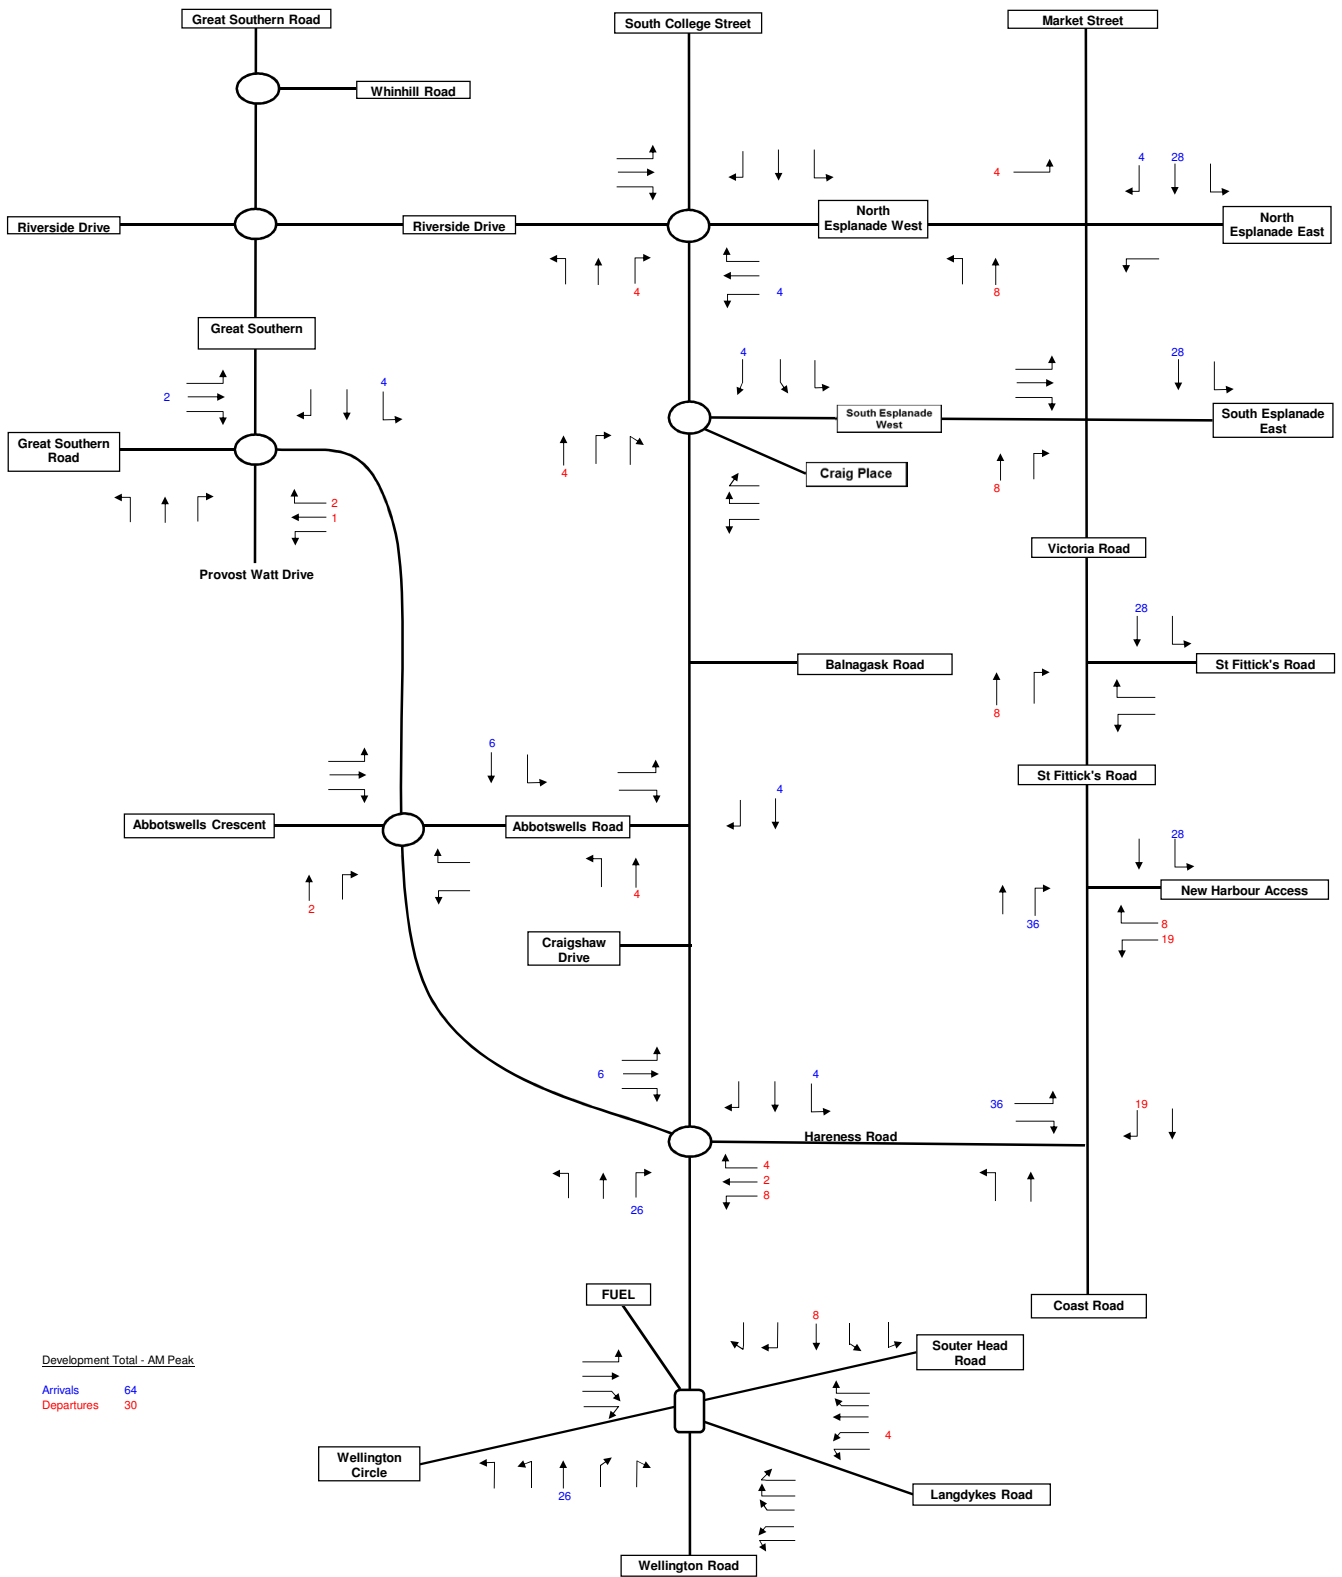 Great Southern Road
South College Street
Market Street
Whinhill Road
4
28
4
Riverside Drive
Riverside Drive
North
Esplanade West
North
Esplanade East
4
4
8
Great Southern
4
2
4
28
Great Southern
Road
South Esplanade
West
South Esplanade
East
4
Craig Place
8
2
1
Victoria Road
Provost Watt Drive
28
Balnagask Road
St Fittick's Road
8
6
St Fittick's Road
4
Abbotswells Crescent
Abbotswells Road
28
2
4
New Harbour Access
36
8
19
Craigshaw
Drive
6
4
36
19
Hareness Road
4
2
8
26
FUEL
Coast Road
8
Souter Head
Road
Development Total - AM Peak
Arrivals 64
Departures 30
4
Wellington
Circle
26
Langdykes Road
Wellington Road